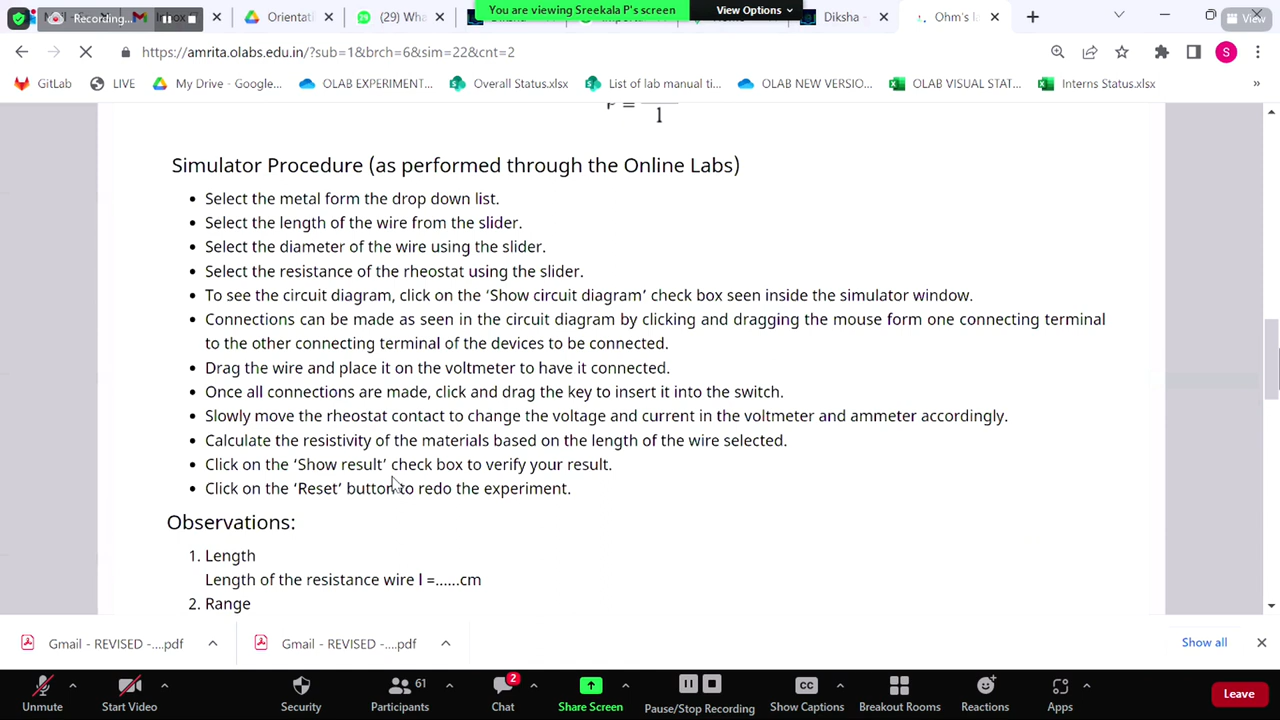 Recording...
You are viewing Sreekala P's screen
View Options
View
M
Inbox
Orientati
(29) Wha
Diksha -
Ohm's la
https://amrita.olabs.edu.in/?sub=1&brch=6&sim=22&cnt=2
S
GitLab
LIVE
My Drive - Google...
OLAB EXPERIMENT...
Overall Status.xlsx
List of lab manual ti...
OLAB NEW VERSION...
OLAB VISUAL STAT...
Interns Status.xlsx
»
l
Simulator Procedure (as performed through the Online Labs)
• Select the metal form the drop down list.
• Select the length of the wire from the slider.
• Select the diameter of the wire using the slider.
• Select the resistance of the rheostat using the slider.
• To see the circuit diagram, click on the ‘Show circuit diagram’ check box seen inside the simulator window.
• Connections can be made as seen in the circuit diagram by clicking and dragging the mouse form one connecting terminal
to the other connecting terminal of the devices to be connected.
• Drag the wire and place it on the voltmeter to have it connected.
• Once all connections are made, click and drag the key to insert it into the switch.
• Slowly move the rheostat contact to change the voltage and current in the voltmeter and ammeter accordingly.
• Calculate the resistivity of the materials based on the length of the wire selected.
• Click on the ‘Show result’ check box to verify your result.
• Click on the ‘Reset’ button to redo the experiment.
Observations:
1. Length
Length of the resistance wire l =......cm
2. Range
Gmail - REVISED -....pdf
Gmail - REVISED -....pdf
Show all
61
2
CC
Unmute
Start Video
Security
Participants
Chat
Share Screen
Pause/Stop Recording
Show Captions
Breakout Rooms
Reactions
Apps
Leave